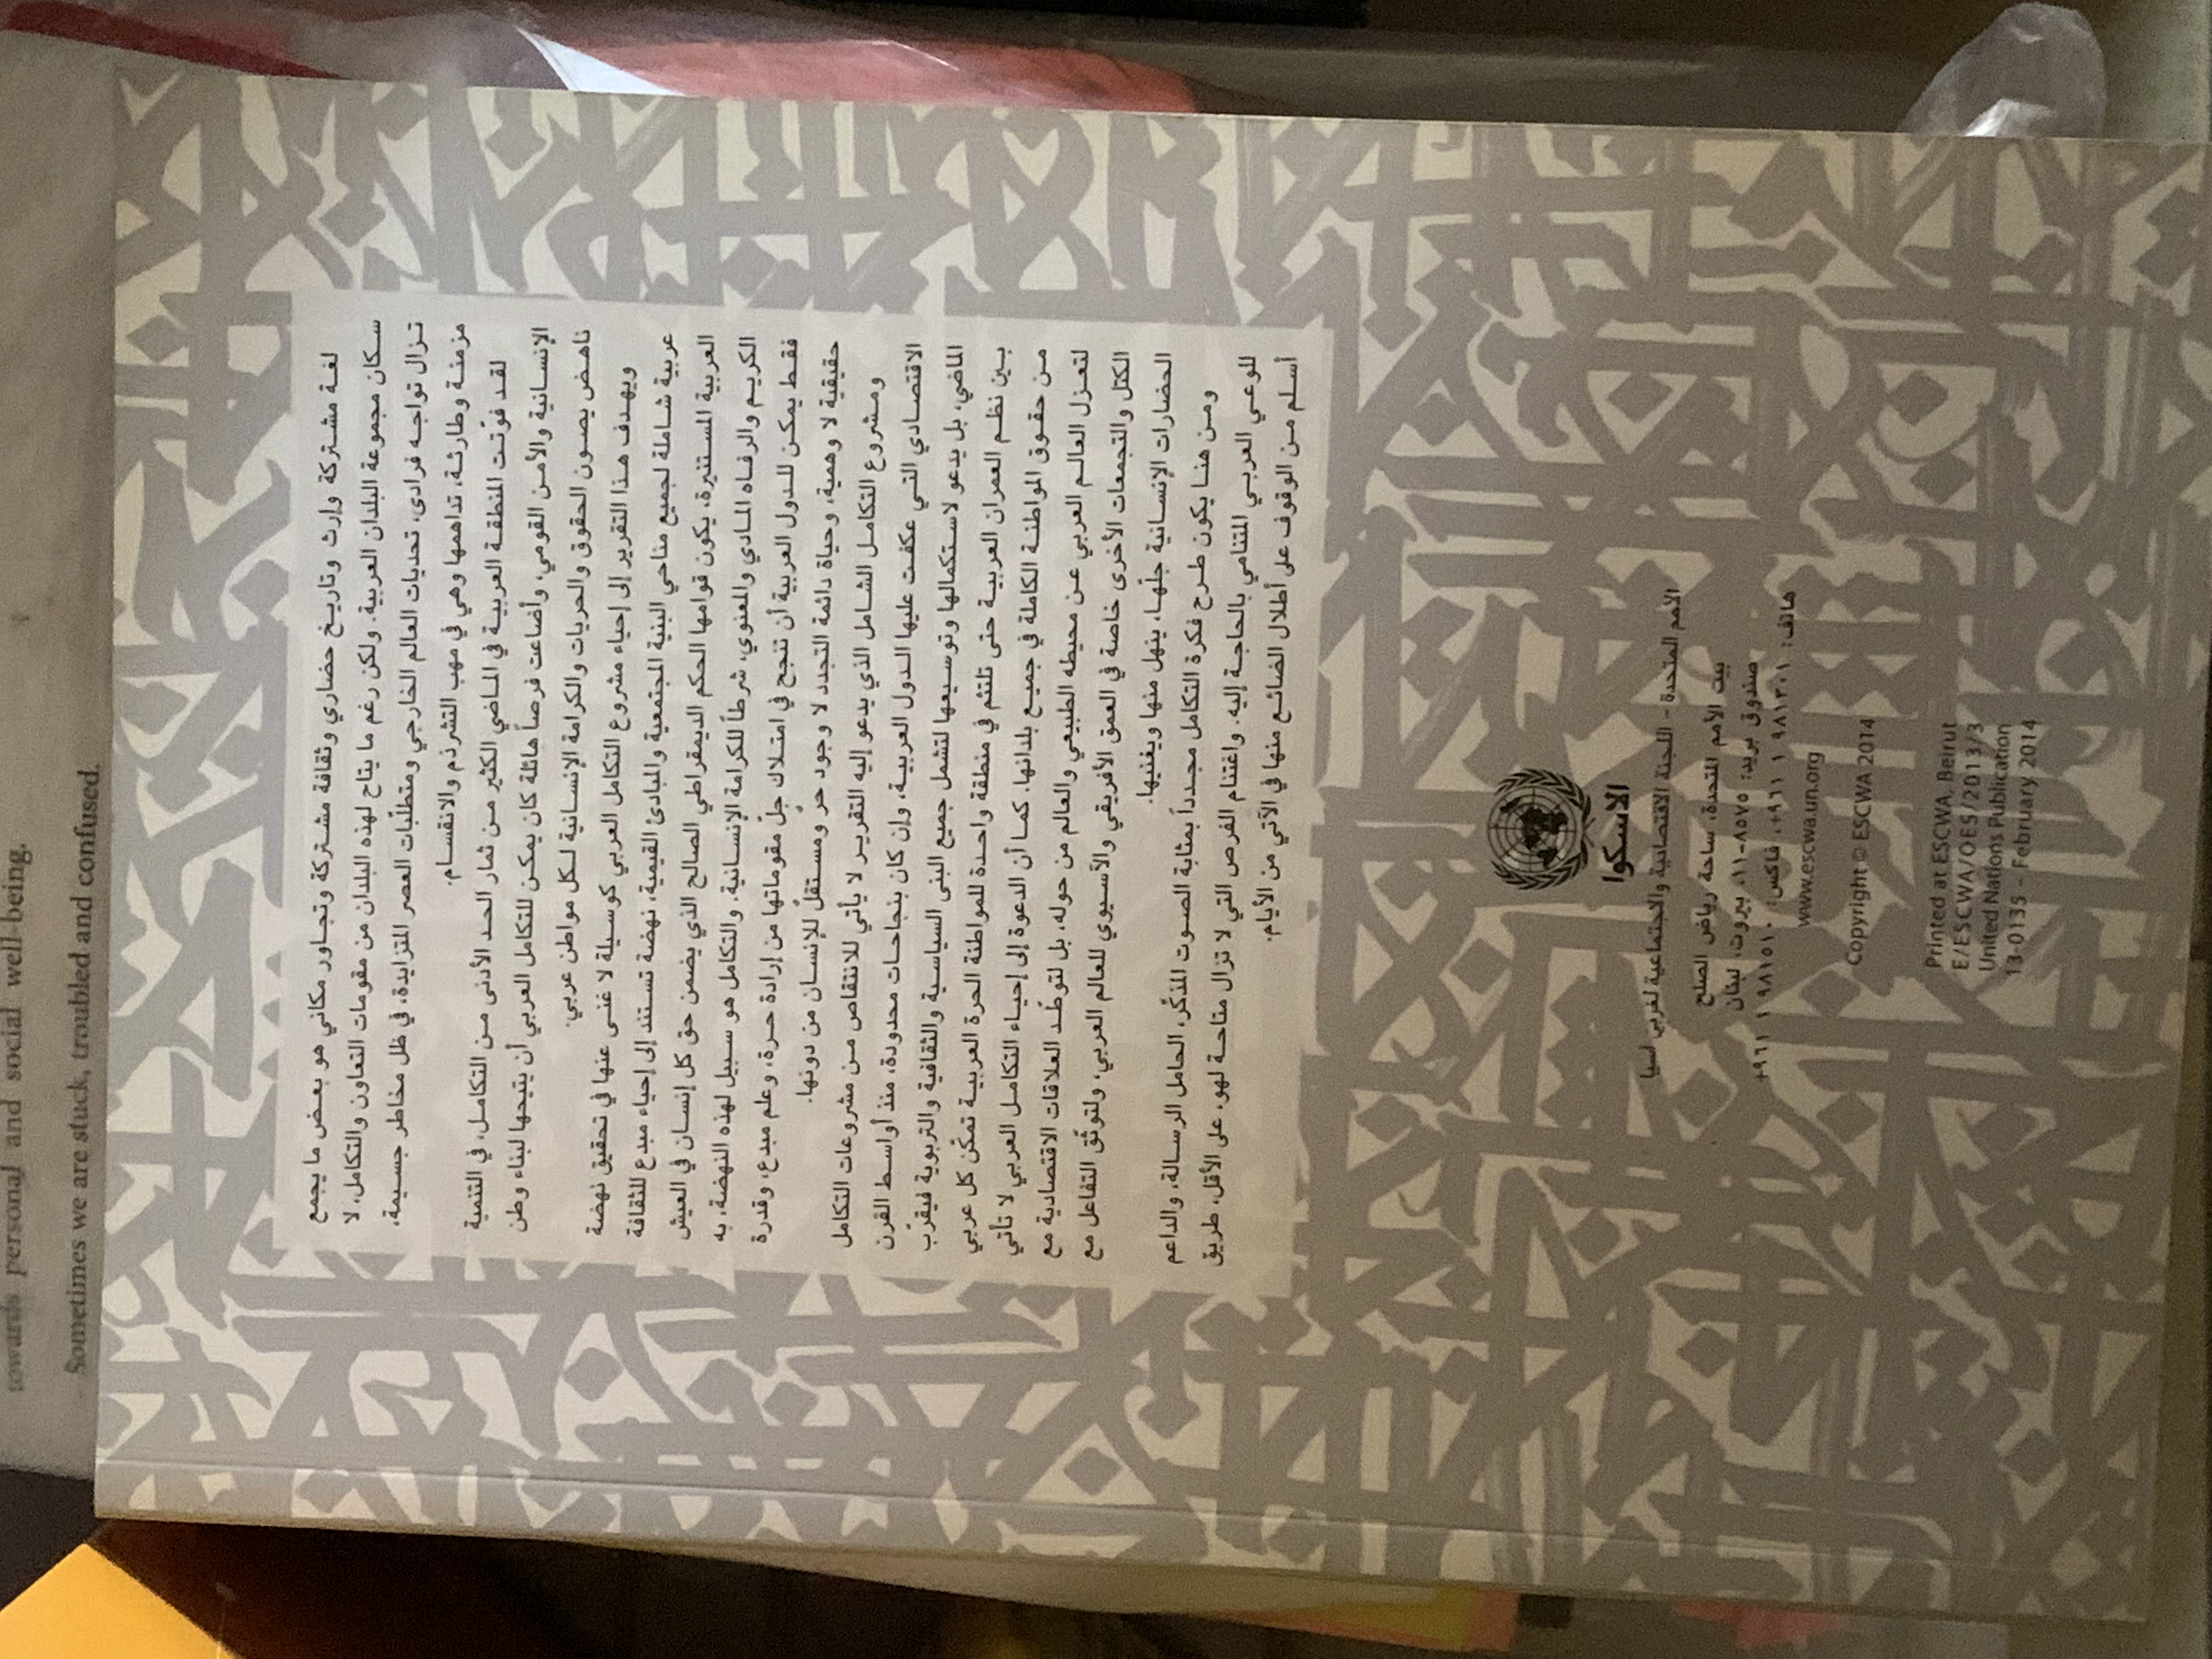 towards personal and social well-being.
Sometimes we are stuck, troubled and confused.
لغة مشتركة وإرث وتاريخ حضاري وثقافة مشتركة وتجاور مكاني هو بعض ما يجمع
سكان مجموعة البلدان العربية. ولكن رغم ما يتاح لهذه البلدان من مقومات التعاون والتكامل، لا
تزال تواجه فرادى، تحديات العالم الخارجي ومتطلّبات العصر المتزايدة، في ظل مخاطر جسيمة،
مزمنة وطارئة، تداهمها وهي في مهب التشرذم والانقسام.
لقد فوّتت المنطقة العربية في الماضي الكثير من ثمار الحد الأدنى من التكامل، في التنمية
الإنسانية والأمن القومي، وأضاعت فرصاً هائلة كان يمكن للتكامل العربي أن يتيحها لبناء وطن
ناهض يصون الحقوق والحريات والكرامة الإنسانية لكل مواطن عربي.
ويهدف هذا التقرير إلى إحياء مشروع التكامل العربي كوسيلة لا غنى عنها في تحقيق نهضة
عربية شاملة لجميع مناحي البنية المجتمعية والمبادئ القيمية، نهضة تستند إلى إحياء مبدع للثقافة
العربية المستنيرة، يكون قوامها الحكم الديمقراطي الصالح الذي يضمن حق كل إنسان في العيش
الكريم والرفاه المادي والمعنوي، شرطاً للكرامة الإنسانية. والتكامل هو سبيل لهذه النهضة، به
فقط يمكن للدول العربية أن تنجح في امتلاك جلّ مقوماتها من إرادة حرة، وعلم مبدع، وقدرة
حقيقية لا وهمية، وحياة دائمة التجدد لا وجود حرّ ومستقلّ للإنسان من دونها.
ومشروع التكامل الشامل الذي يدعو إليه التقرير لا يأتي للانتقاص من مشروعات التكامل
الاقتصادي التي عكفت عليها الدول العربية، وإن كان بنجاحات محدودة، منذ أواسط القرن
الماضي، بل يدعو لاستكمالها وتوسيعها لتشمل جميع البنى السياسية والثقافية والتربوية فيقرّب
بين نظم العمران العربية حتى تلتئم في منطقة واحدة للمواطنة الحرة العربية تمكّن كل عربي
من حقوق المواطنة الكاملة في جميع بلدانها. كما أن الدعوة إلى إحياء التكامل العربي لا تأتي
لتعزل العالم العربي عن محيطه الطبيعي والعالم من حوله، بل لتوطّد العلاقات الاقتصادية مع
الكتل والتجمعات الأخرى خاصة في العمق الأفريقي والآسيوي للعالم العربي، ولتوثّق التفاعل مع
الحضارات الإنسانية جلّها، ينهل منها ويغنيها.
ومن هنا يكون طرح فكرة التكامل مجدداً بمثابة الصوت المذكّر، الحامل الرسالة، والداعم
للوعي العربي المتنامي بالحاجة إليه. واغتنام الفرص التي لا تزال متاحة لهو، على الأقل، طريق
أسلم من الوقوف على أطلال الضائع منها في الآتي من الأيام.
الاسكوا
الأمم المتحدة - اللجنة الاقتصادية والاجتماعية لغربي آسيا
بيت الأمم المتحدة، ساحة رياض الصلح
صندوق بريد: ٨٥٧٥-١١، بيروت، لبنان
هاتف: ٩٨١٣٠١ ١ ٩٦١+، فاكس: ٩٨١٥١٠ ١ ٩٦١+
www.escwa.un.org
Copyright © ESCWA 2014
Printed at ESCWA, Beirut
E/ESCWA/OES/2013/3
United Nations Publication
13-0135 – February 2014